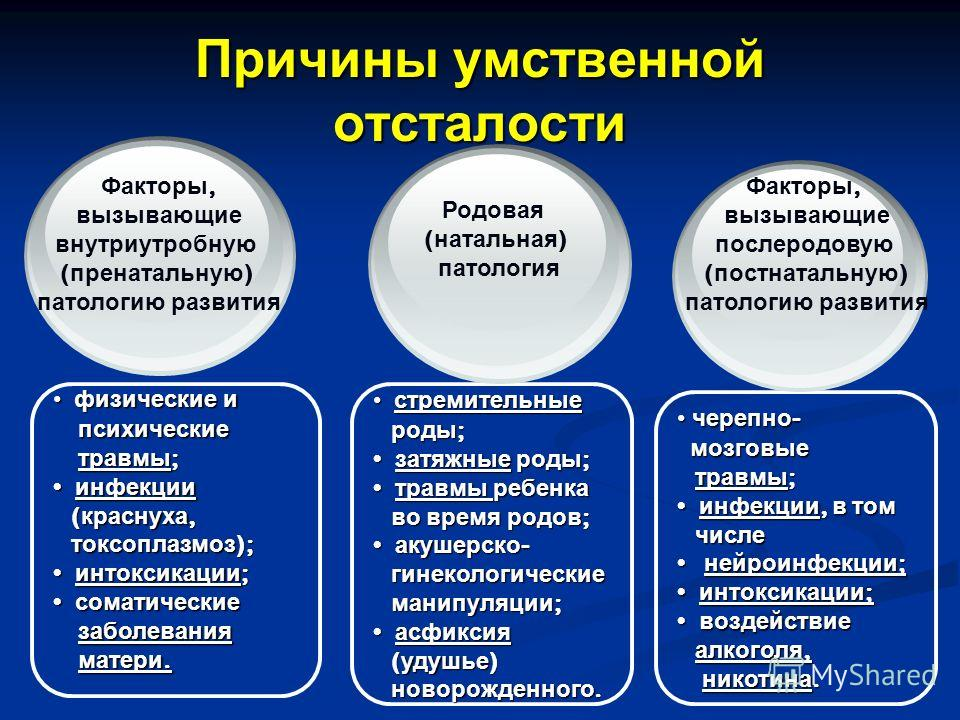 Причины умственной
отсталости
Факторы,
вызывающие
внутриутробную
(пренатальную)
патологию развития
Родовая
(натальная)
патология
Факторы,
вызывающие
послеродовую
(постнатальную)
патологию развития
• физические и
психические
травмы;
• инфекции
(краснуха,
токсоплазмоз);
• интоксикации;
• соматические
заболевания
матери.
• стремительные
роды;
• затяжные роды;
• травмы ребенка
во время родов;
• акушерско-
гинекологические
манипуляции;
• асфиксия
(удушье)
новорожденного.
• черепно-
мозговые
травмы;
• инфекции, в том
числе
• нейроинфекции;
• интоксикации;
• воздействие
алкоголя,
никотина.
MyShared